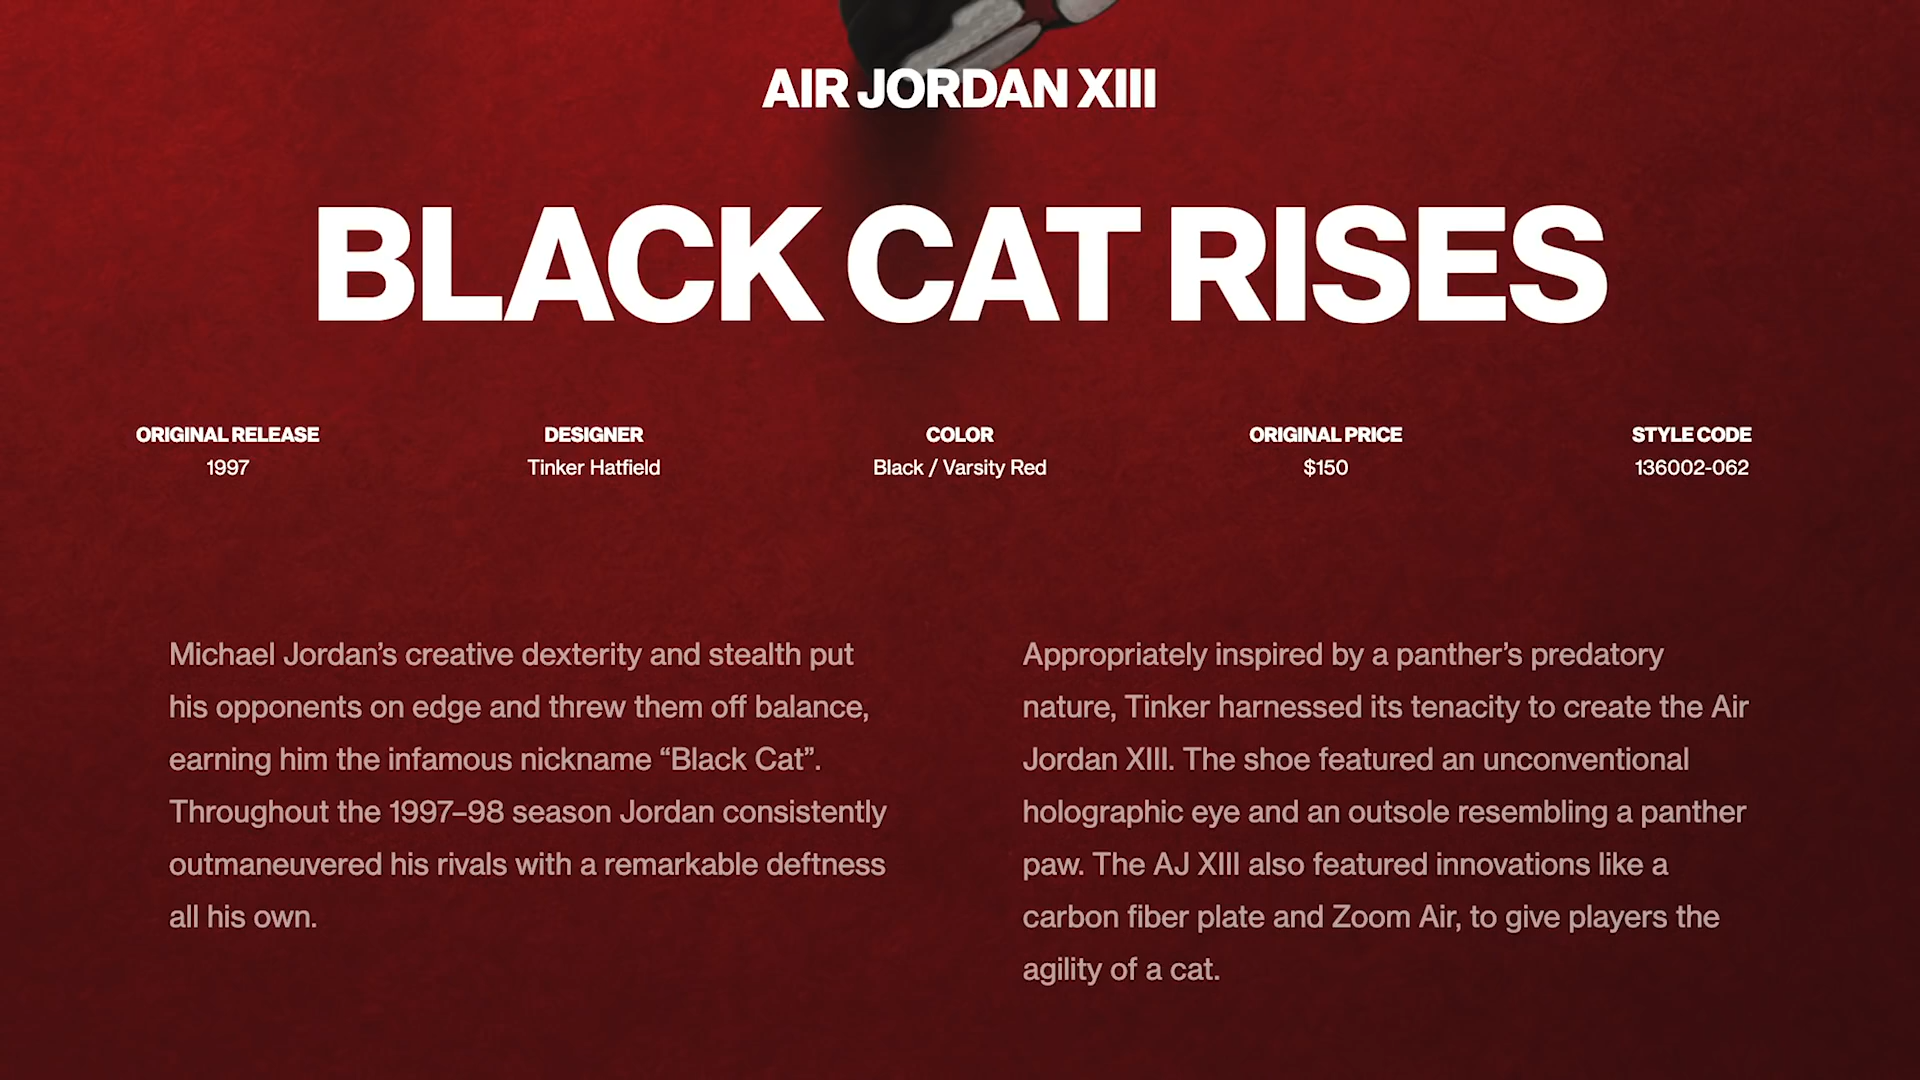 AIR JORDAN XIII
BLACK CAT RISES
ORIGINAL RELEASE
1997
DESIGNER
Tinker Hatfield
COLOR
Black / Varsity Red
ORIGINAL PRICE
$150
STYLE CODE
136002-062
Michael Jordan’s creative dexterity and stealth put
his opponents on edge and threw them off balance,
earning him the infamous nickname “Black Cat”.
Throughout the 1997–98 season Jordan consistently
outmaneuvered his rivals with a remarkable deftness
all his own.
Appropriately inspired by a panther’s predatory
nature, Tinker harnessed its tenacity to create the Air
Jordan XIII. The shoe featured an unconventional
holographic eye and an outsole resembling a panther
paw. The AJ XIII also featured innovations like a
carbon fiber plate and Zoom Air, to give players the
agility of a cat.